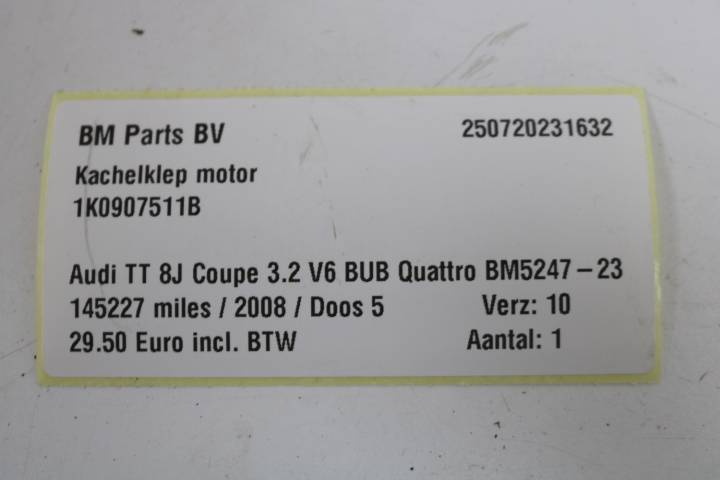 BM Parts BV 250720231632
Kachelklep motor
1K0907511B
Audi TT 8J Coupe 3.2 V6 BUB Quattro BM5247-23
145227 miles / 2008 / Doos 5 Verz: 10
29.50 Euro incl. BTW Aantal: 1